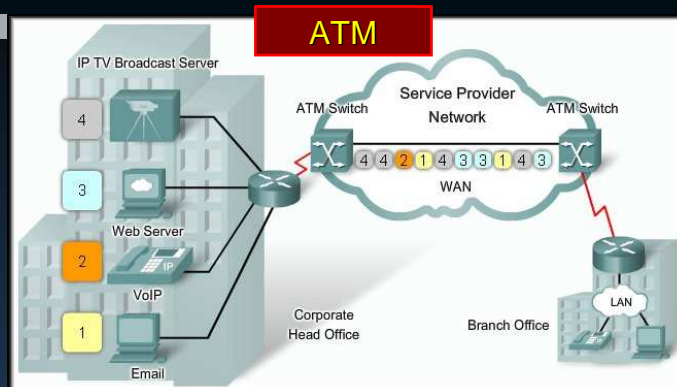 ATM
IP TV Broadcast Server
4
3
Web Server
2
IP
VoIP
1
Email
Corporate
Head Office
ATM Switch
Service Provider
Network
ATM Switch
4 4 2 1 4 3 3 1 4 3
WAN
Branch Office
LAN